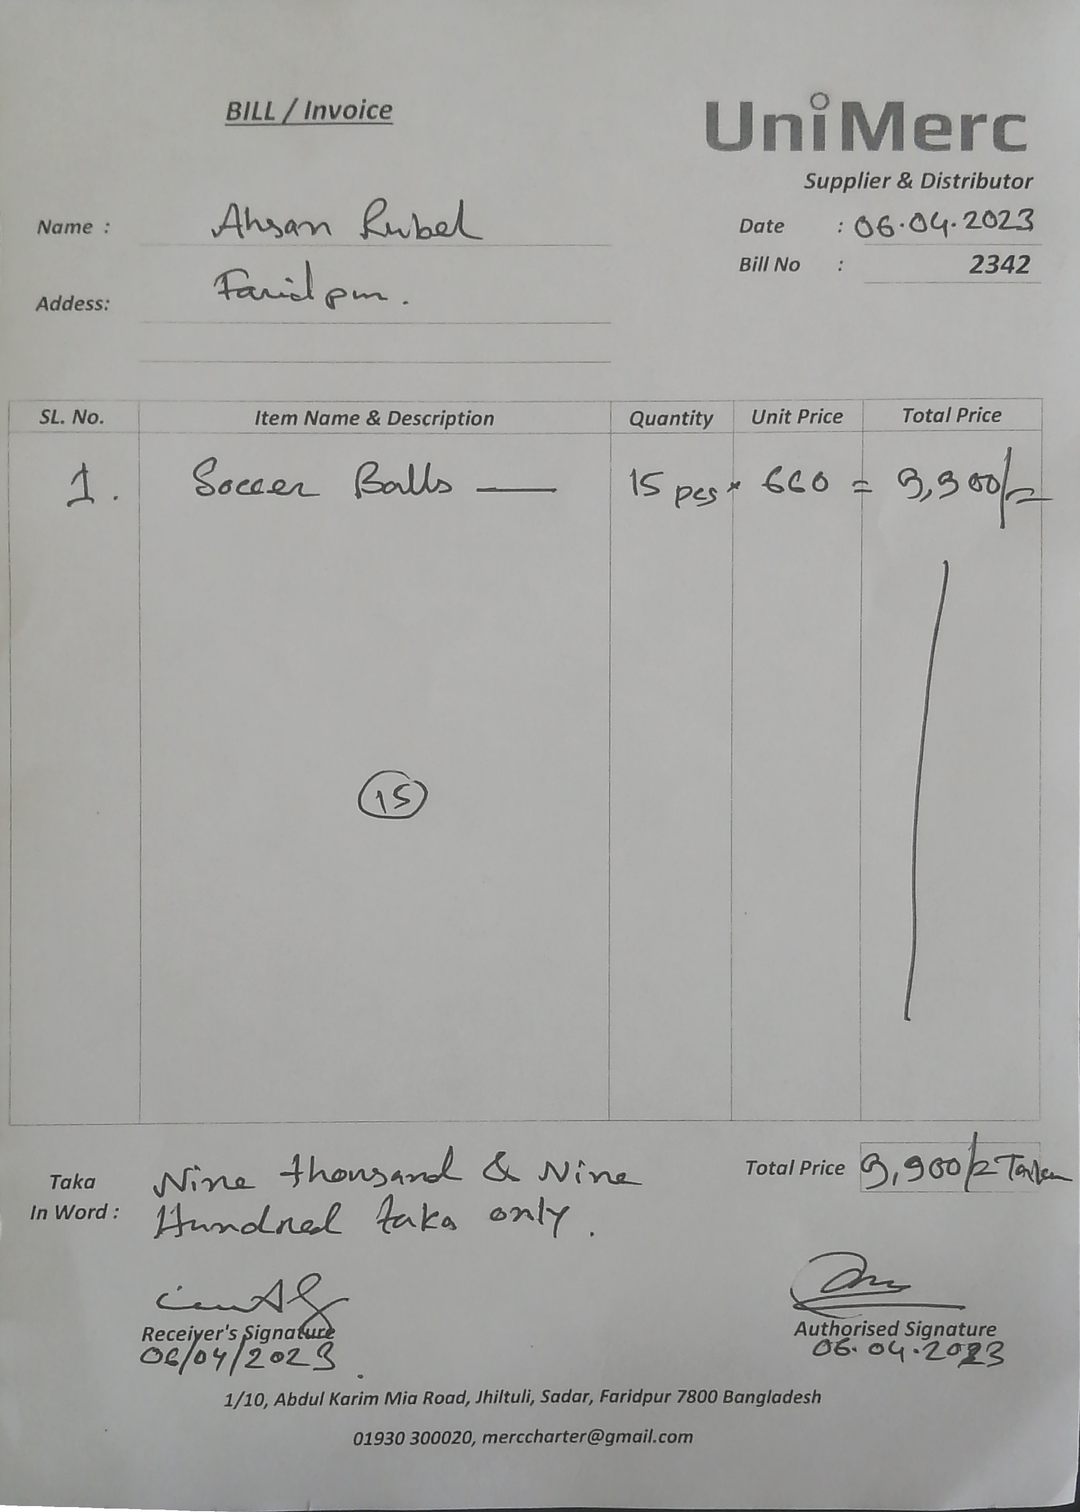 BILL / Invoice
UniMerc
Supplier & Distributor
Name : Ahsan Rubel
Date : 06.04.2023
Bill No : 2342
Addess: Faridpur.
SL. No. Item Name & Description Quantity Unit Price Total Price
1. Soccer Balls — 15 pcs × 660 = 9,900/=
15
Taka In Word : Nine thousand & Nine
Hundred taka only.
Total Price 9,900/= Taka
Receiver's Signature
06/04/2023
Authorised Signature
06.04.2023
1/10, Abdul Karim Mia Road, Jhiltuli, Sadar, Faridpur 7800 Bangladesh
01930 300020, merccharter@gmail.com